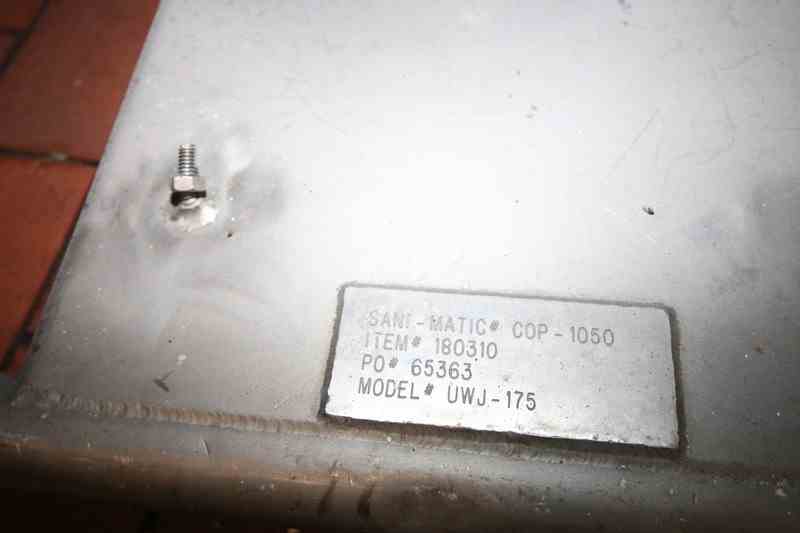 SANI-MATIC# COP-1050
ITEM# 180310
PO# 65363
MODEL# UWJ-175